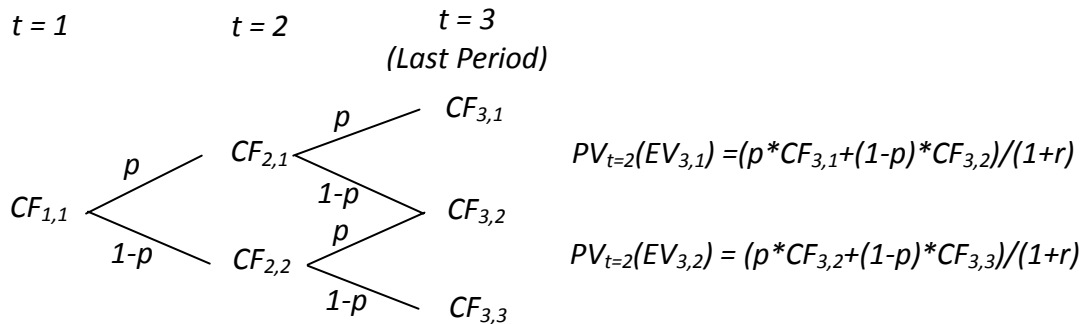 t = 1 t = 2 t = 3
(Last Period)
CF3,1
p
CF2,1
p
PVt=2(EV3,1) =(p*CF3,1+(1-p)*CF3,2)/(1+r)
1-p
CF1,1
CF3,2
p
1-p
CF2,2
PVt=2(EV3,2) = (p*CF3,2+(1-p)*CF3,3)/(1+r)
1-p
CF3,3